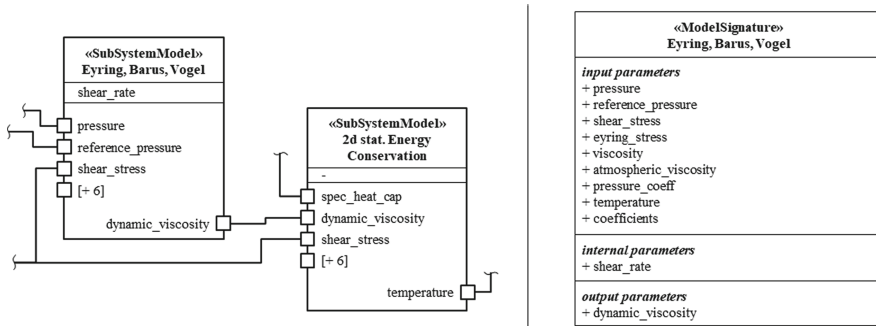 «SubSystemModel»
Eyring, Barus, Vogel
shear_rate
pressure
reference_pressure
shear_stress
[+ 6]
dynamic_viscosity
«SubSystemModel»
2d stat. Energy
Conservation
-
spec_heat_cap
dynamic_viscosity
shear_stress
[+ 6]
temperature
«ModelSignature»
Eyring, Barus, Vogel
input parameters
+ pressure
+ reference_pressure
+ shear_stress
+ eyring_stress
+ viscosity
+ atmospheric_viscosity
+ pressure_coeff
+ temperature
+ coefficients
internal parameters
+ shear_rate
output parameters
+ dynamic_viscosity